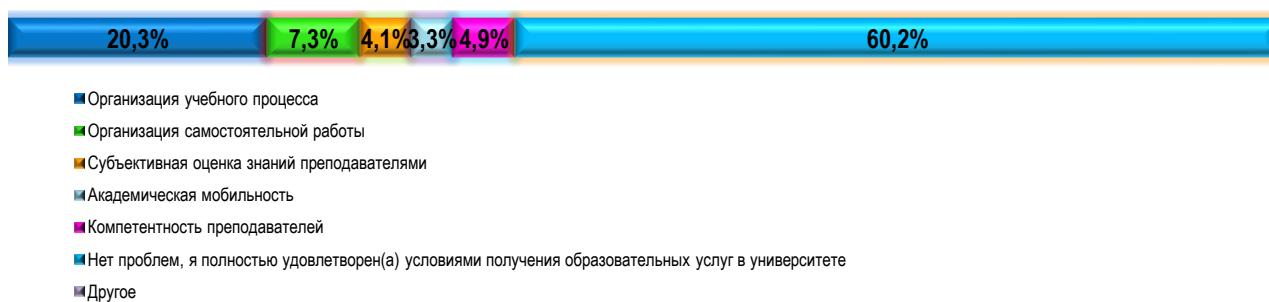 20,3% 7,3% 4,1% 3,3% 4,9% 60,2%
Организация учебного процесса
Организация самостоятельной работы
Субъективная оценка знаний преподавателями
Академическая мобильность
Компетентность преподавателей
Нет проблем, я полностью удовлетворен(а) условиями получения образовательных услуг в университете
Другое